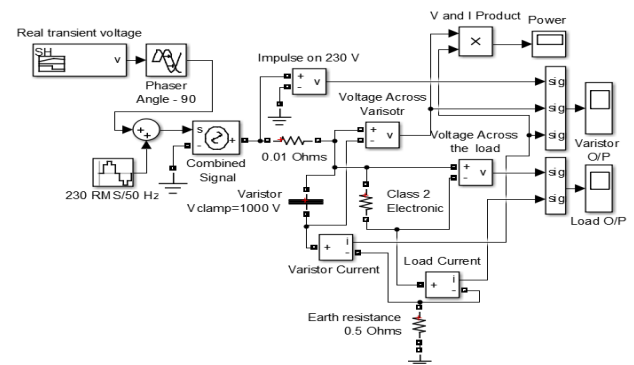 V and I Product
Power
Real transient voltage
SH
v
Phaser
Angle - 90
Impulse on 230 V
+
-
v
X
sig
sig
sig
Voltage Across
Varisotr
+
-
v
Voltage Across
the load
Varistor
O/P
+
+
s
-
+
Combined
Signal
0.01 Ohms
230 RMS/50 Hz
Varistor
Vclamp=1000 V
Class 2
Electronic
+
-
v
sig
sig
Load O/P
+
i
-
Varistor Current
Load Current
+
i
-
Earth resistance
0.5 Ohms